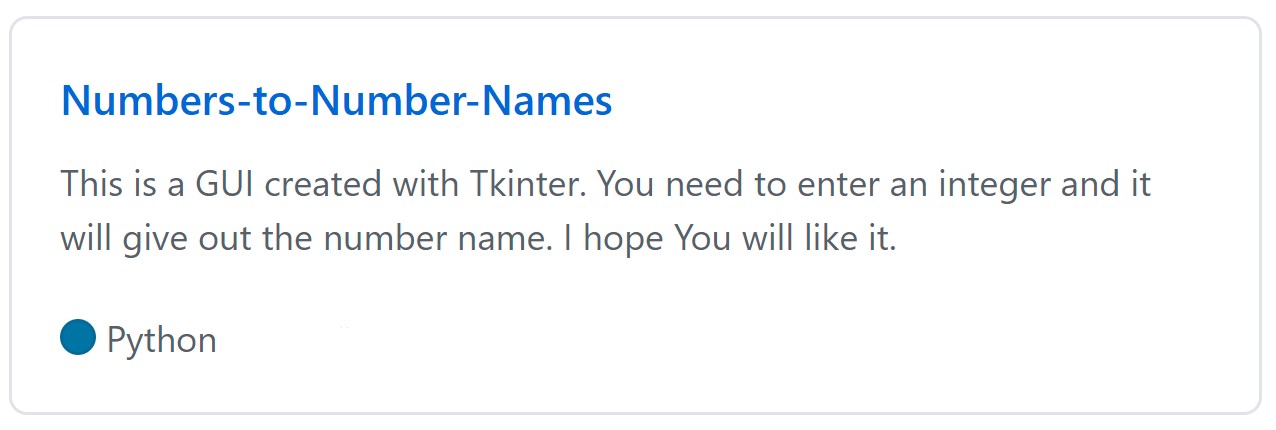 Numbers-to-Number-Names
This is a GUI created with Tkinter. You need to enter an integer and it
will give out the number name. I hope You will like it.
Python